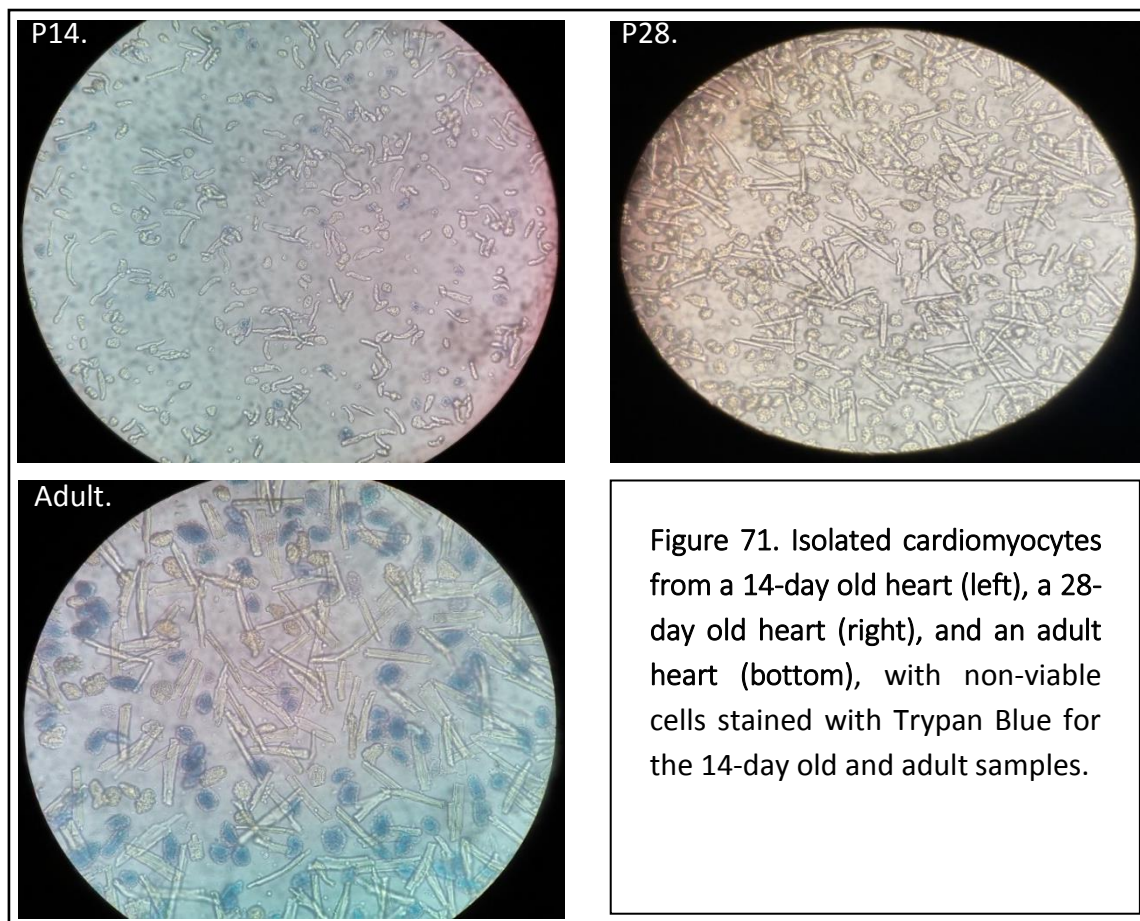 P14.
P28.
Adult.
Figure 71. Isolated cardiomyocytes
from a 14-day old heart (left), a 28-
day old heart (right), and an adult
heart (bottom), with non-viable
cells stained with Trypan Blue for
the 14-day old and adult samples.